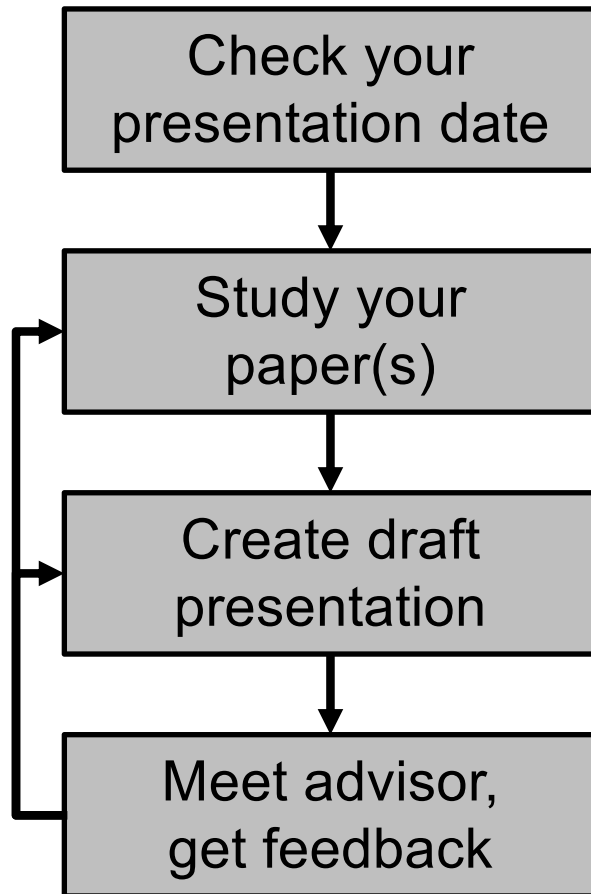 Check your
presentation date
Study your
paper(s)
Create draft
presentation
Meet advisor,
get feedback